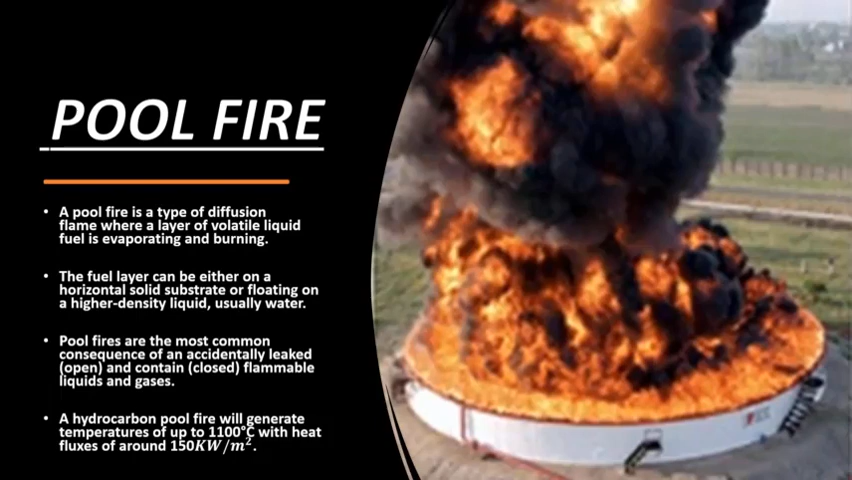 POOL FIRE
• A pool fire is a type of diffusion
flame where a layer of volatile liquid
fuel is evaporating and burning.
• The fuel layer can be either on a
horizontal solid substrate or floating on
a higher-density liquid, usually water.
• Pool fires are the most common
consequence of an accidentally leaked
(open) and contain (closed) flammable
liquids and gases.
• A hydrocarbon pool fire will generate
temperatures of up to 1100°C with heat
fluxes of around 150KW/m².